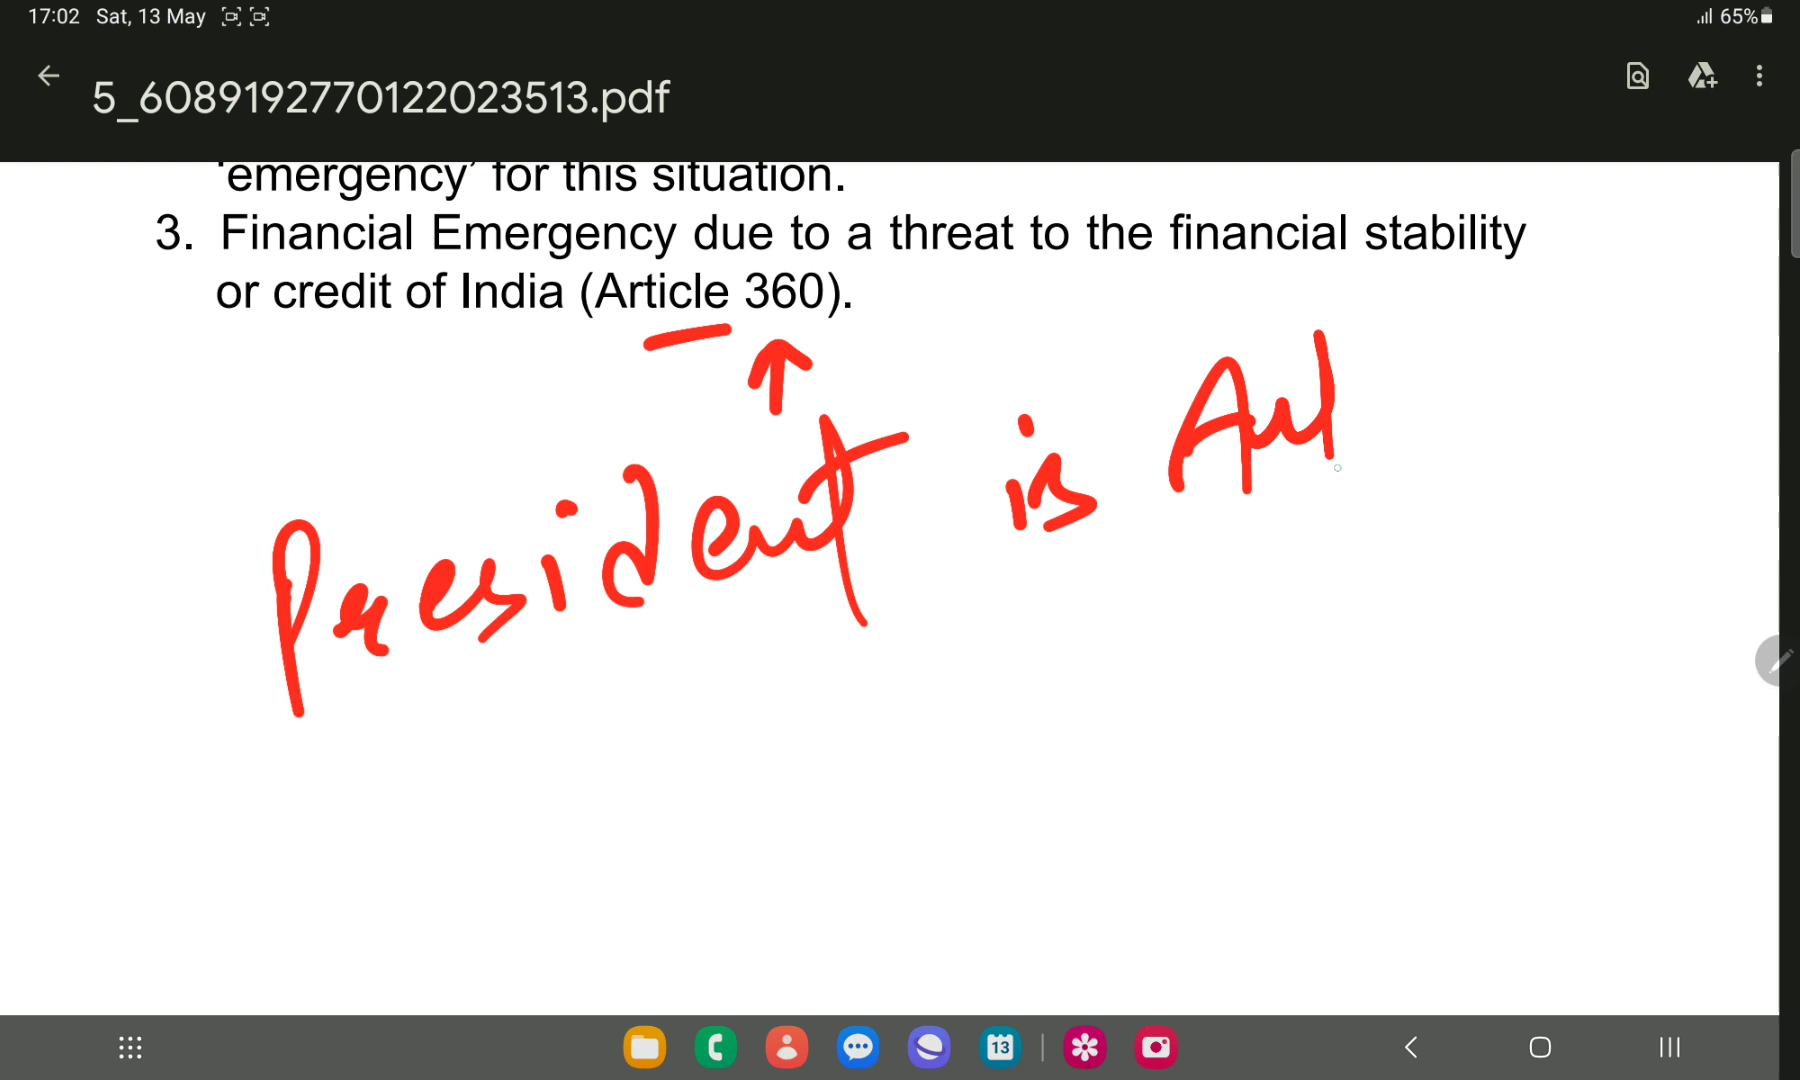 17:02 Sat, 13 May 65%
5_6089192770122023513.pdf
'emergency' for this situation.
3. Financial Emergency due to a threat to the financial stability
or credit of India (Article 360).
President is Au
13